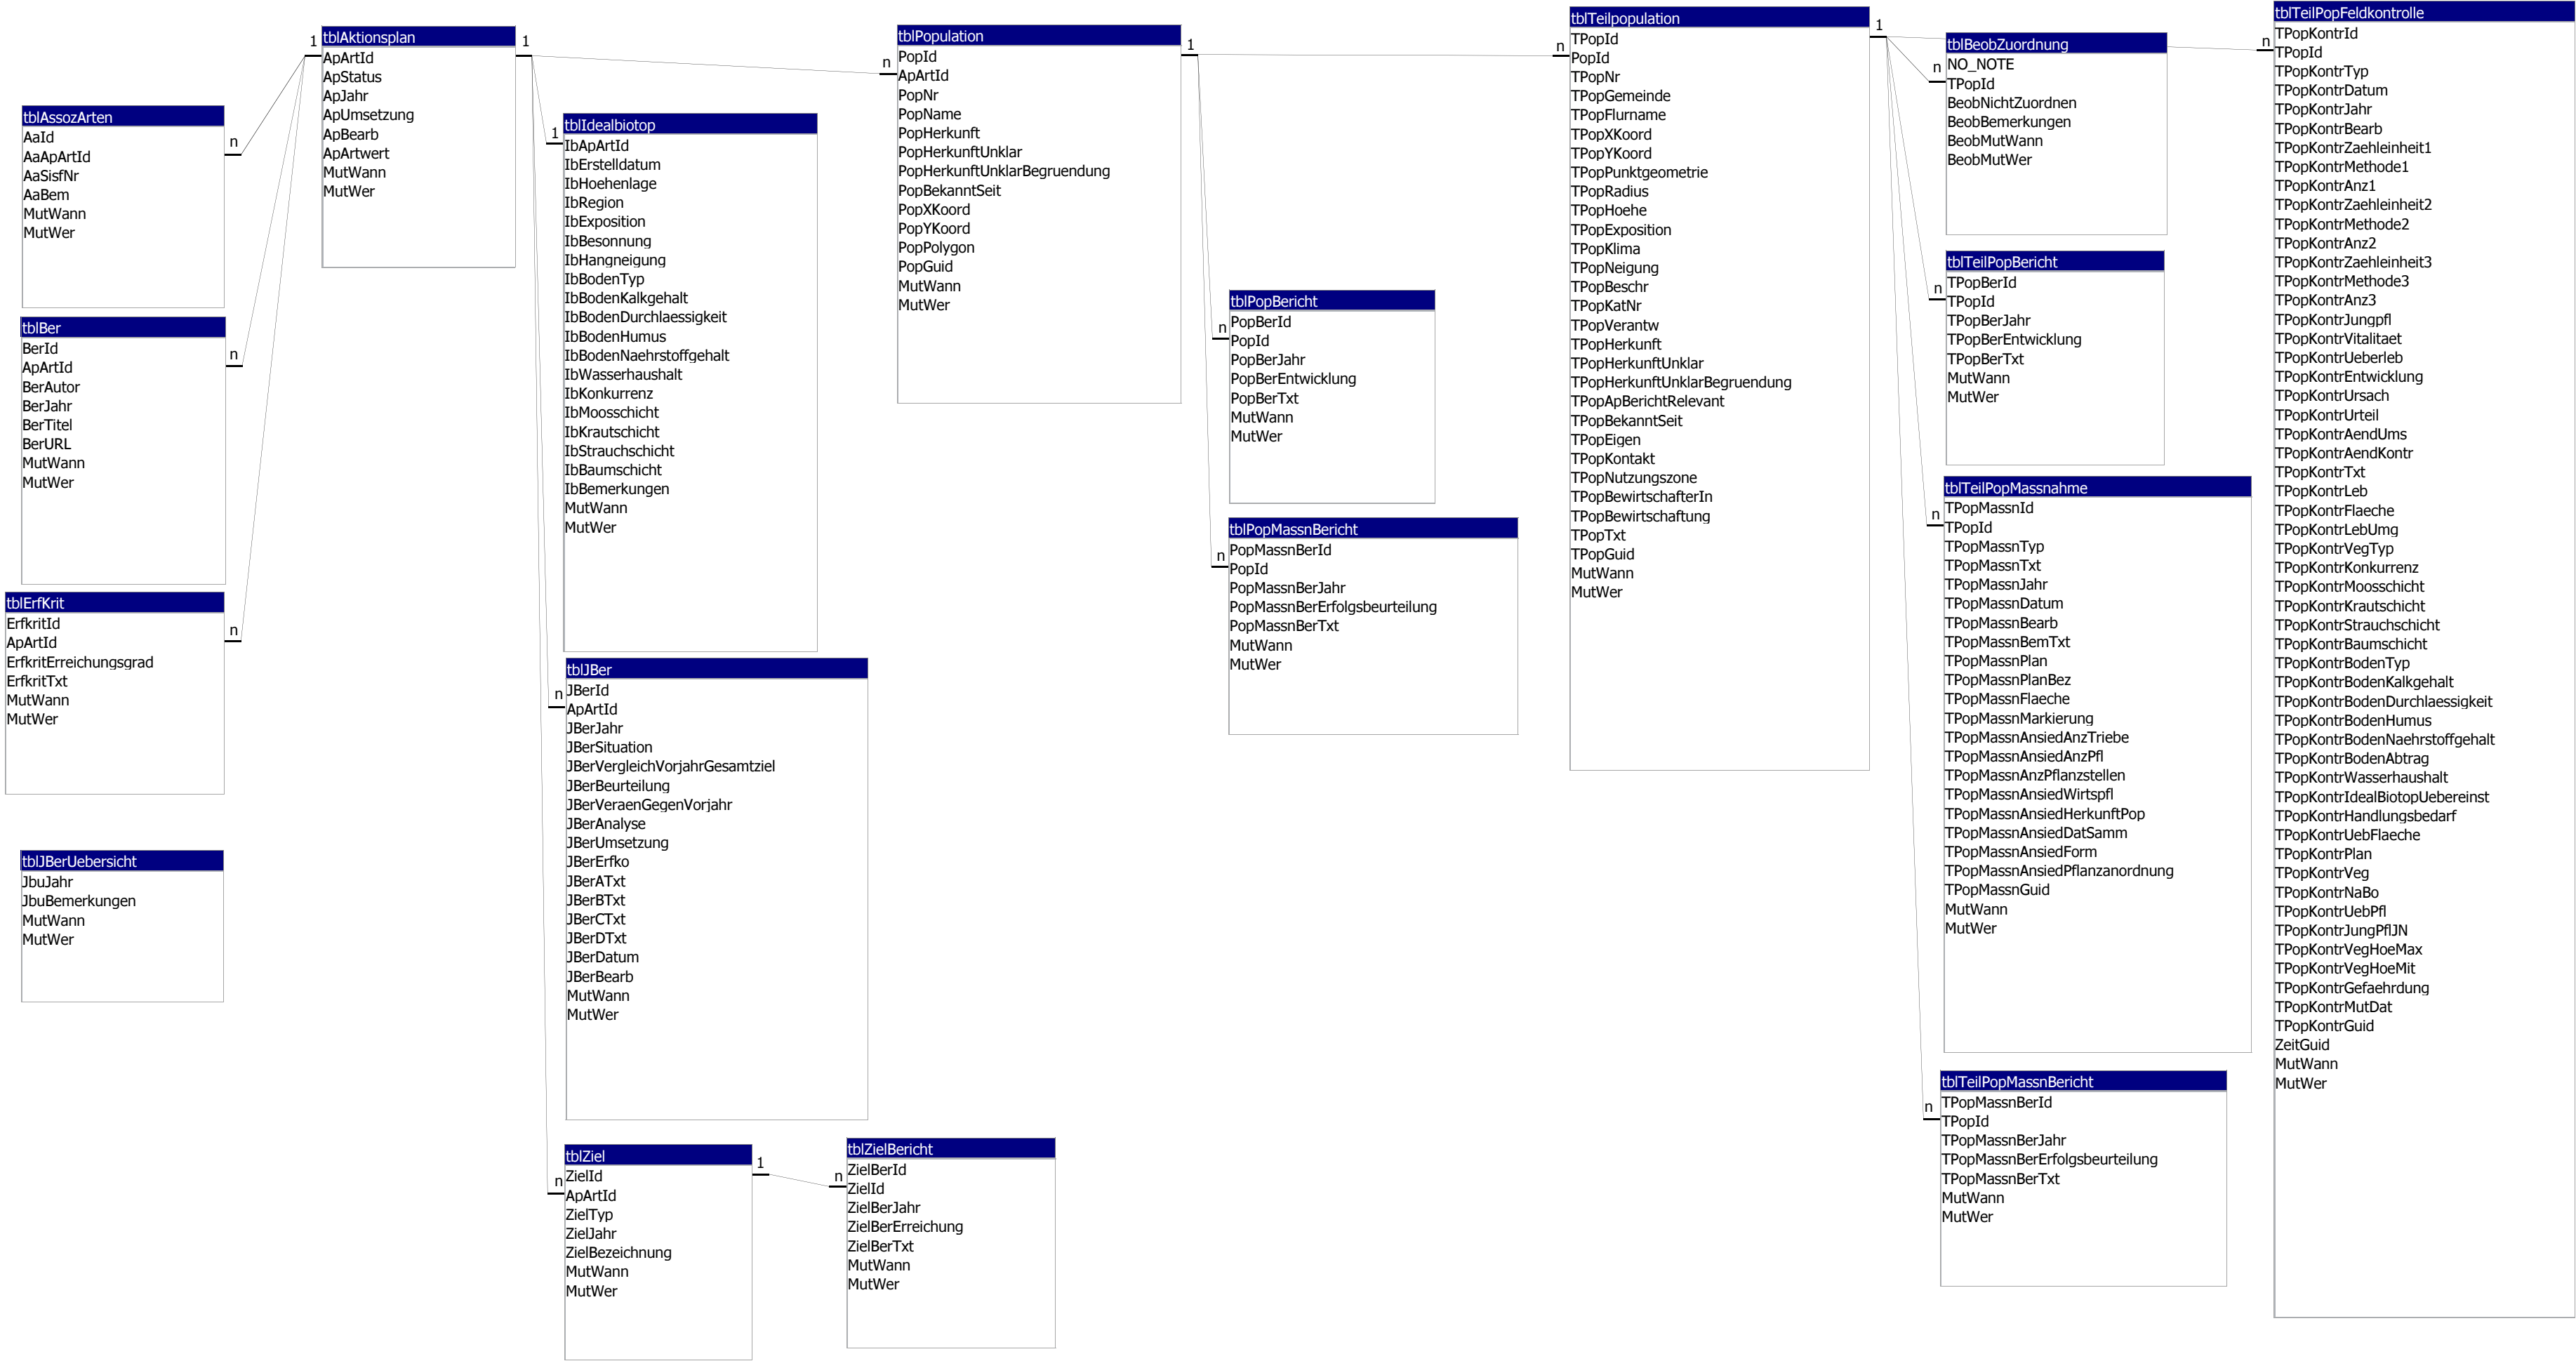 tblAktionsplan
ApArtId
ApStatus
ApJahr
ApUmsetzung
ApBearb
ApArtwert
MutWann
MutWer
1
1
tblAssozArten
AaId
AaApArtId
AaSisfNr
AaBem
MutWann
MutWer
n
tblBer
BerId
ApArtId
BerAutor
BerJahr
BerTitel
BerURL
MutWann
MutWer
n
tblErfKrit
ErfkritId
ApArtId
ErfkritErreichungsgrad
ErfkritTxt
MutWann
MutWer
n
tblJBerUebersicht
JbuJahr
JbuBemerkungen
MutWann
MutWer
tblIdealbiotop
IbApArtId
IbErstelldatum
IbHoehenlage
IbRegion
IbExposition
IbBesonnung
IbHangneigung
IbBodenTyp
IbBodenKalkgehalt
IbBodenDurchlaessigkeit
IbBodenHumus
IbBodenNaehrstoffgehalt
IbWasserhaushalt
IbKonkurrenz
IbMoosschicht
IbKrautschicht
IbStrauchschicht
IbBaumschicht
IbBemerkungen
MutWann
MutWer
1
tblJBer
JBerId
ApArtId
JBerJahr
JBerSituation
JBerVergleichVorjahrGesamtziel
JBerBeurteilung
JBerVeraenGegenVorjahr
JBerAnalyse
JBerUmsetzung
JBerErfko
JBerATxt
JBerBTxt
JBerCTxt
JBerDTxt
JBerDatum
JBerBearb
MutWann
MutWer
n
tblZiel
ZielId
ApArtId
ZielTyp
ZielJahr
ZielBezeichnung
MutWann
MutWer
n
1
tblZielBericht
ZielBerId
ZielId
ZielBerJahr
ZielBerErreichung
ZielBerTxt
MutWann
MutWer
n
tblPopulation
PopId
ApArtId
PopNr
PopName
PopHerkunft
PopHerkunftUnklar
PopHerkunftUnklarBegruendung
PopBekanntSeit
PopXKoord
PopYKoord
PopPolygon
PopGuid
MutWann
MutWer
n
1
tblPopBericht
PopBerId
PopId
PopBerJahr
PopBerEntwicklung
PopBerTxt
MutWann
MutWer
n
tblPopMassnBericht
PopMassnBerId
PopId
PopMassnBerJahr
PopMassnBerErfolgsbeurteilung
PopMassnBerTxt
MutWann
MutWer
n
tblTeilpopulation
TPopId
PopId
TPopNr
TPopGemeinde
TPopFlurname
TPopXKoord
TPopYKoord
TPopPunktgeometrie
TPopRadius
TPopHoehe
TPopExposition
TPopKlima
TPopNeigung
TPopBeschr
TPopKatNr
TPopVerantw
TPopHerkunft
TPopHerkunftUnklar
TPopHerkunftUnklarBegruendung
TPopApBerichtRelevant
TPopBekanntSeit
TPopEigen
TPopKontakt
TPopNutzungszone
TPopBewirtschafterIn
TPopBewirtschaftung
TPopTxt
TPopGuid
MutWann
MutWer
n
1
tblBeobZuordnung
NO_NOTE
TPopId
BeobNichtZuordnen
BeobBemerkungen
BeobMutWann
BeobMutWer
n
tblTeilPopBericht
TPopBerId
TPopId
TPopBerJahr
TPopBerEntwicklung
TPopBerTxt
MutWann
MutWer
n
tblTeilPopMassnahme
TPopMassnId
TPopId
TPopMassnTyp
TPopMassnTxt
TPopMassnJahr
TPopMassnDatum
TPopMassnBearb
TPopMassnBemTxt
TPopMassnPlan
TPopMassnPlanBez
TPopMassnFlaeche
TPopMassnMarkierung
TPopMassnAnsiedAnzTriebe
TPopMassnAnsiedAnzPfl
TPopMassnAnzPflanzstellen
TPopMassnAnsiedWirtspfl
TPopMassnAnsiedHerkunftPop
TPopMassnAnsiedDatSamm
TPopMassnAnsiedForm
TPopMassnAnsiedPflanzanordnung
TPopMassnGuid
MutWann
MutWer
n
tblTeilPopMassnBericht
TPopMassnBerId
TPopId
TPopMassnBerJahr
TPopMassnBerErfolgsbeurteilung
TPopMassnBerTxt
MutWann
MutWer
n
tblTeilPopFeldkontrolle
TPopKontrId
TPopId
TPopKontrTyp
TPopKontrDatum
TPopKontrJahr
TPopKontrBearb
TPopKontrZaehleinheit1
TPopKontrMethode1
TPopKontrAnz1
TPopKontrZaehleinheit2
TPopKontrMethode2
TPopKontrAnz2
TPopKontrZaehleinheit3
TPopKontrMethode3
TPopKontrAnz3
TPopKontrJungpfl
TPopKontrVitalitaet
TPopKontrUeberleb
TPopKontrEntwicklung
TPopKontrUrsach
TPopKontrUrteil
TPopKontrAendUms
TPopKontrAendKontr
TPopKontrTxt
TPopKontrLeb
TPopKontrFlaeche
TPopKontrLebUmg
TPopKontrVegTyp
TPopKontrKonkurrenz
TPopKontrMoosschicht
TPopKontrKrautschicht
TPopKontrStrauchschicht
TPopKontrBaumschicht
TPopKontrBodenTyp
TPopKontrBodenKalkgehalt
TPopKontrBodenDurchlaessigkeit
TPopKontrBodenHumus
TPopKontrBodenNaehrstoffgehalt
TPopKontrBodenAbtrag
TPopKontrWasserhaushalt
TPopKontrIdealBiotopUebereinst
TPopKontrHandlungsbedarf
TPopKontrUebFlaeche
TPopKontrPlan
TPopKontrVeg
TPopKontrNaBo
TPopKontrUebPfl
TPopKontrJungPflJN
TPopKontrVegHoeMax
TPopKontrVegHoeMit
TPopKontrGefaehrdung
TPopKontrMutDat
TPopKontrGuid
ZeitGuid
MutWann
MutWer
n